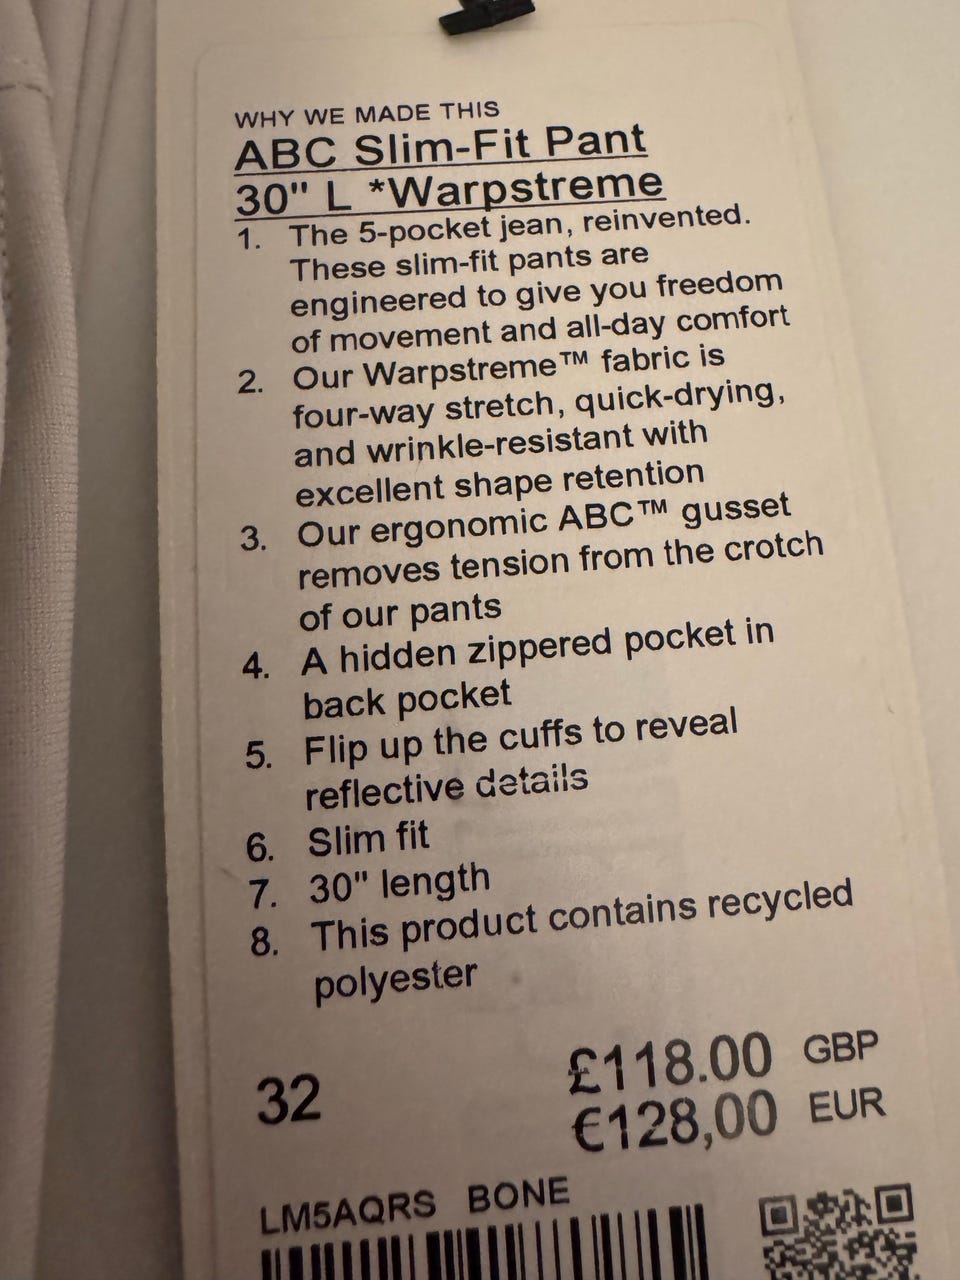 WHY WE MADE THIS
ABC Slim-Fit Pant
30" L *Warpstreme
1. The 5-pocket jean, reinvented.
These slim-fit pants are
engineered to give you freedom
of movement and all-day comfort
2. Our Warpstreme™ fabric is
four-way stretch, quick-drying,
and wrinkle-resistant with
excellent shape retention
3. Our ergonomic ABC™ gusset
removes tension from the crotch
of our pants
4. A hidden zippered pocket in
back pocket
5. Flip up the cuffs to reveal
reflective details
6. Slim fit
7. 30" length
8. This product contains recycled
polyester
32 £118.00 GBP
€128,00 EUR
LM5AQRS BONE